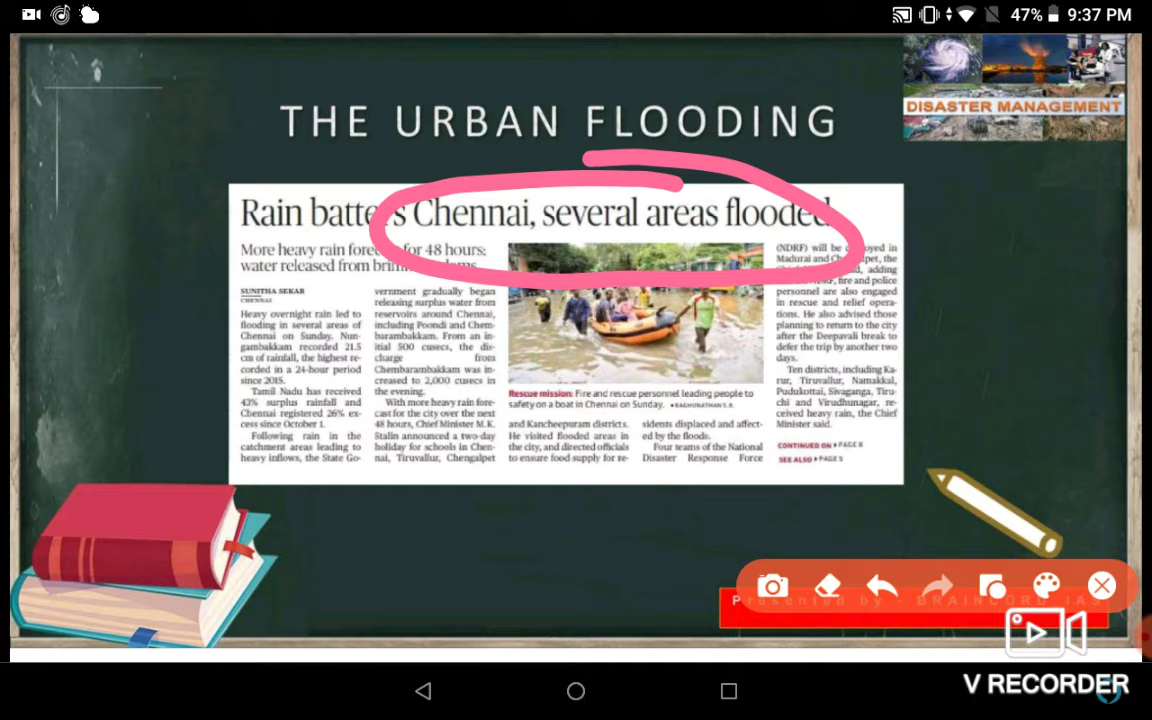 47% 9:37 PM
DISASTER MANAGEMENT
THE URBAN FLOODING
Rain batters Chennai, several areas flooded
More heavy rain forecast for 48 hours;
water released from
SUNITHA SEKAR
CHENNAI
Heavy overnight rain led to
flooding in several areas of
Chennai on Sunday. Nun-
gambakkam recorded 21.5
cm of rainfall, the highest re-
corded in a 24-hour period
since 2015.
Tamil Nadu has received
43% surplus rainfall and
Chennai registered 26% ex-
cess since October 1.
Following rain in the
catchment areas leading to
heavy inflows, the State Go-
vernment gradually began
releasing surplus water from
reservoirs around Chennai,
including Poondi and Chem-
barambakkam. From an in-
itial 500 cusecs, the dis-
charge from
Chembarambakkam was in-
creased to 2,000 cusecs in
the evening.
With more heavy rain fore-
cast for the city over the next
48 hours, Chief Minister M.K.
Stalin announced a two-day
holiday for schools in Chen-
nai, Tiruvallur, Chengalpet
Rescue mission: Fire and rescue personnel leading people to
safety on a boat in Chennai on Sunday. • RAGHUNATHAN S.R.
and Kancheepuram districts.
He visited flooded areas in
the city, and directed officials
to ensure food supply for re-
sidents displaced and affect-
ed by the floods.
Four teams of the National
Disaster Response Force
(NDRF) will be deployed in
Madurai and the
adding
fire and police
personnel are also engaged
in rescue and relief opera-
tions. He also advised those
planning to return to the city
after the Deepavali break to
defer the trip by another two
days.
Ten districts, including Ka-
rur, Tiruvallur, Namakkal,
Pudukottai, Sivaganga, Tiru-
chi and Virudhunagar, re-
ceived heavy rain, the Chief
Minister said.
CONTINUED ON ▸ PAGE 8
SEE ALSO ▸ PAGE 5
Presented by - BRAINCORD IAS
V RECORDER